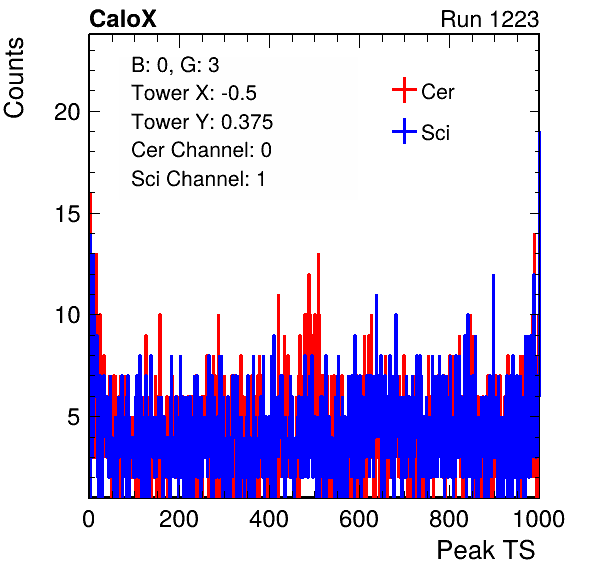 CaloX Run 1223
Counts
B: 0, G: 3
Tower X: -0.5
Tower Y: 0.375
Cer Channel: 0
Sci Channel: 1
Cer
Sci
20
15
10
5
0 200 400 600 800 1000
Peak TS